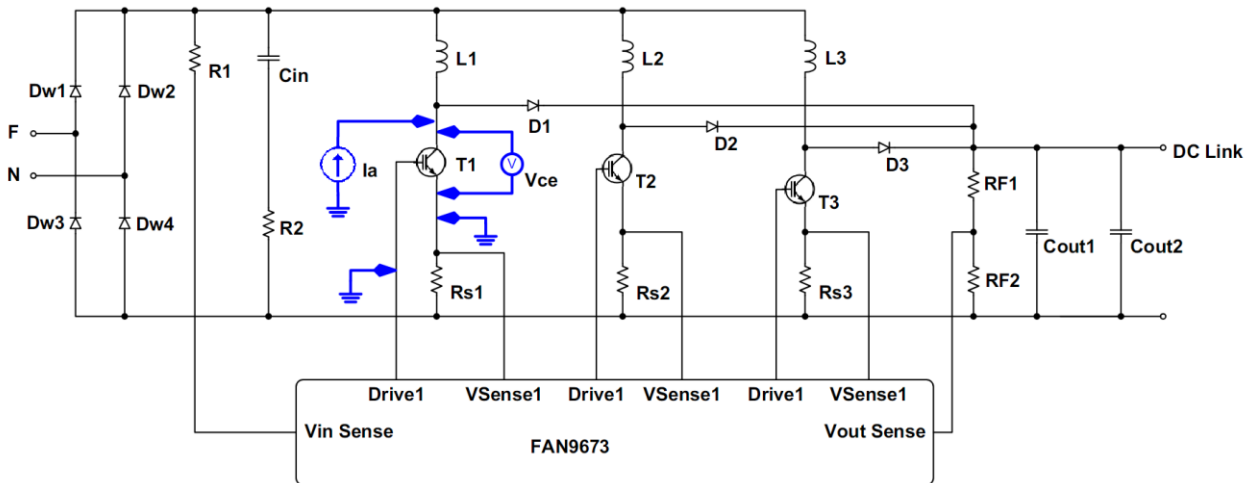 L1
L2
L3
R1
Cin
Dw1
Dw2
F
D1
D2
V
Ia
T1
Vce
T2
D3
DC Link
N
RF1
T3
Dw3
Dw4
R2
Cout1
Cout2
Rs1
Rs2
Rs3
RF2
Drive1
VSense1
Drive1
VSense1
Drive1
VSense1
Vin Sense
Vout Sense
FAN9673